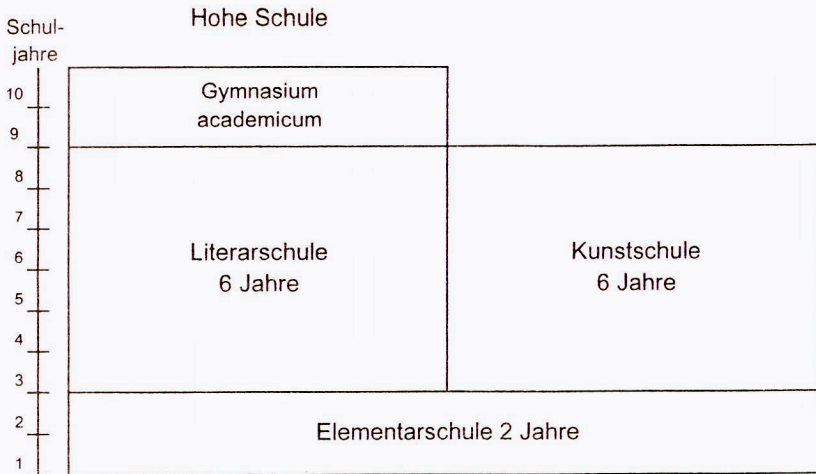 Hohe Schule
Schul-
jahre
10
Gymnasium
academicum
9
8
7
Literarschule
6 Jahre
Kunstschule
6 Jahre
6
5
4
3
2
Elementarschule 2 Jahre
1